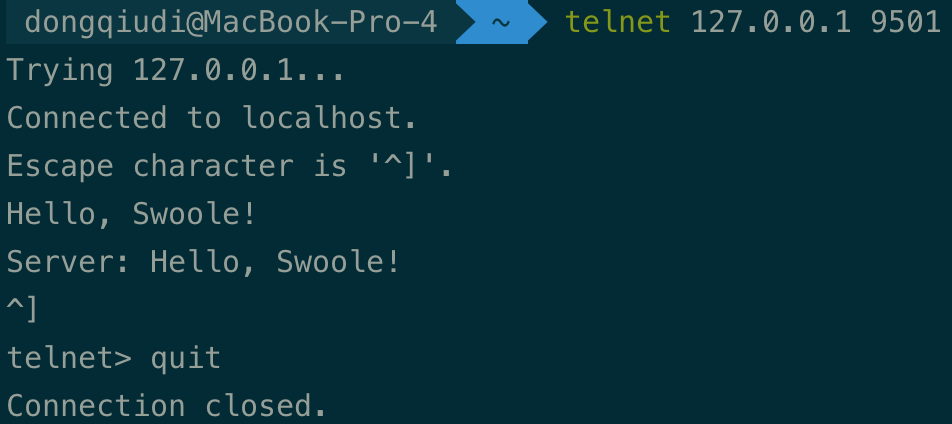 dongqiudi@MacBook-Pro-4 ~ telnet 127.0.0.1 9501
Trying 127.0.0.1...
Connected to localhost.
Escape character is '^]'.
Hello, Swoole!
Server: Hello, Swoole!
^]
telnet> quit
Connection closed.